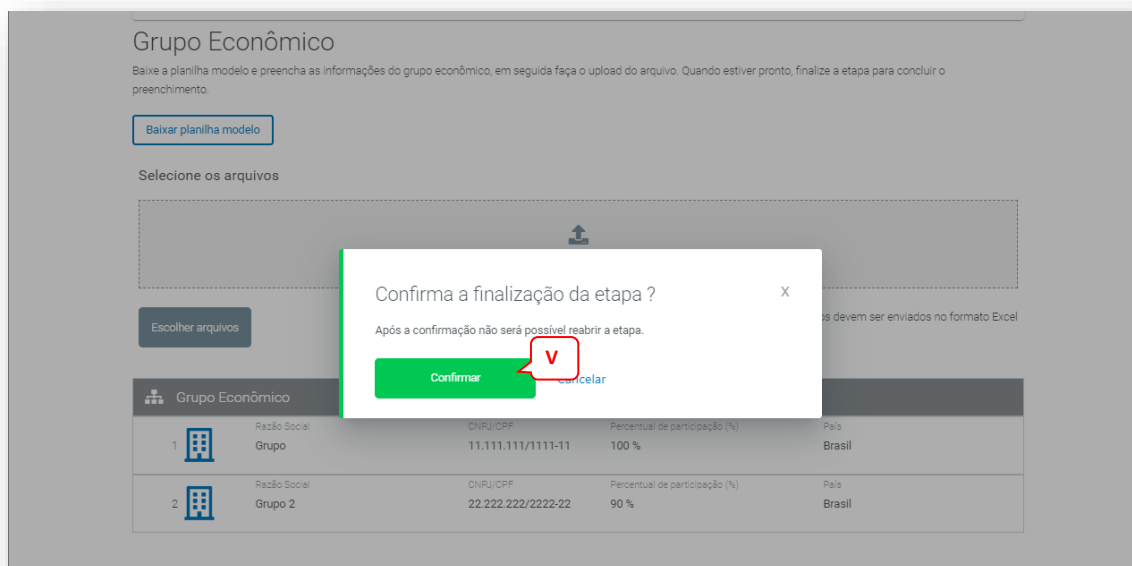 Grupo Econômico
Baixe a planilha modelo e preencha as informações do grupo econômico, em seguida faça o upload do arquivo. Quando estiver pronto, finalize a etapa para concluir o
preenchimento.
Baixar planilha modelo
Selecione os arquivos
Confirma a finalização da etapa ?
X
Após a confirmação não será possível reabrir a etapa.
V
Confirmar
Cancelar
Escolher arquivos
devem ser enviados no formato Excel
Grupo Econômico
Razão Social CNPJ/CPF Percentual de participação (%) País
1 Grupo 11.111.111/1111-11 100 % Brasil
Razão Social CNPJ/CPF Percentual de participação (%) País
2 Grupo 2 22.222.222/2222-22 90 % Brasil